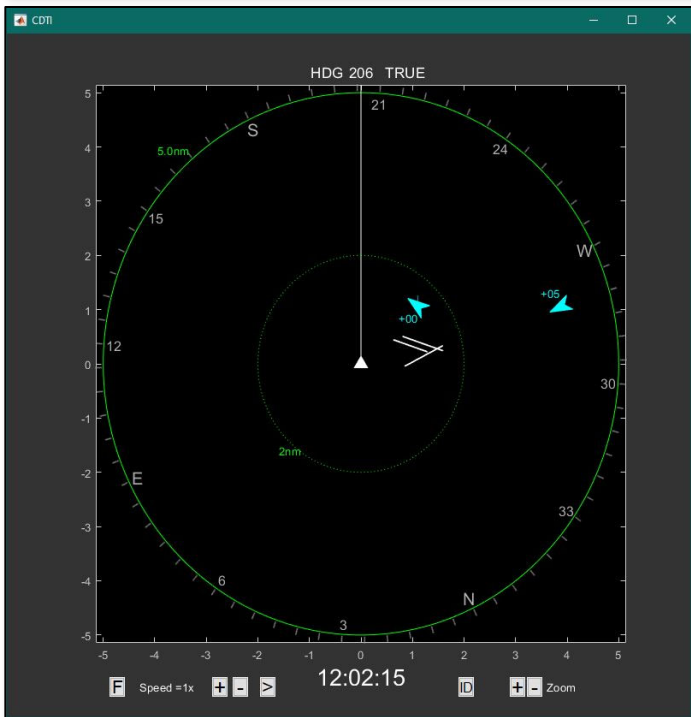 CDTI
HDG 206 TRUE
5
4
3
2
1
0
-1
-2
-3
-4
-5
21
S
24
5.0nm
15
W
+05
+00
12
30
2nm
E
33
6
N
3
-5 -4 -3 -2 -1 0 1 2 3 4 5
F Speed =1x + - > 12:02:15 ID + - Zoom